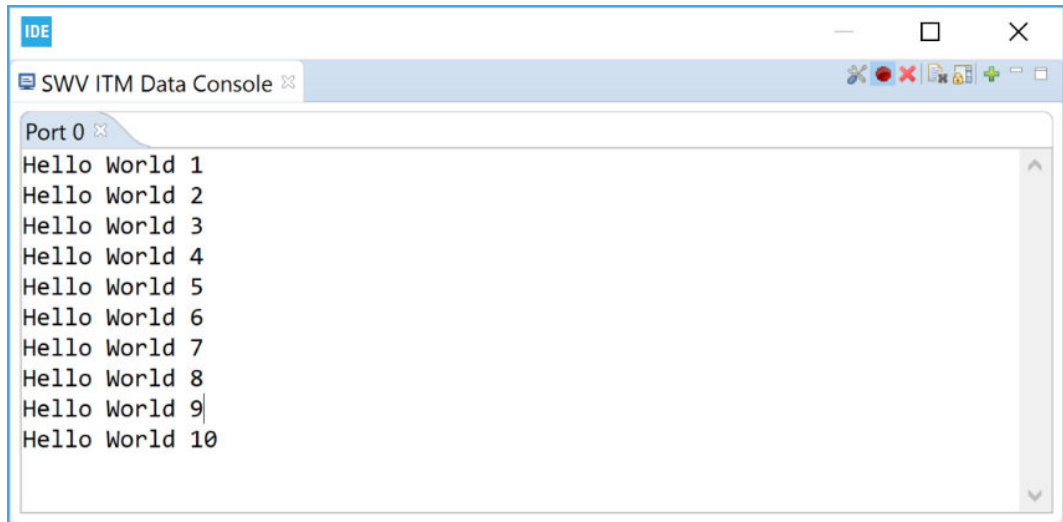 IDE
SWV ITM Data Console
Port 0
Hello World 1
Hello World 2
Hello World 3
Hello World 4
Hello World 5
Hello World 6
Hello World 7
Hello World 8
Hello World 9
Hello World 10